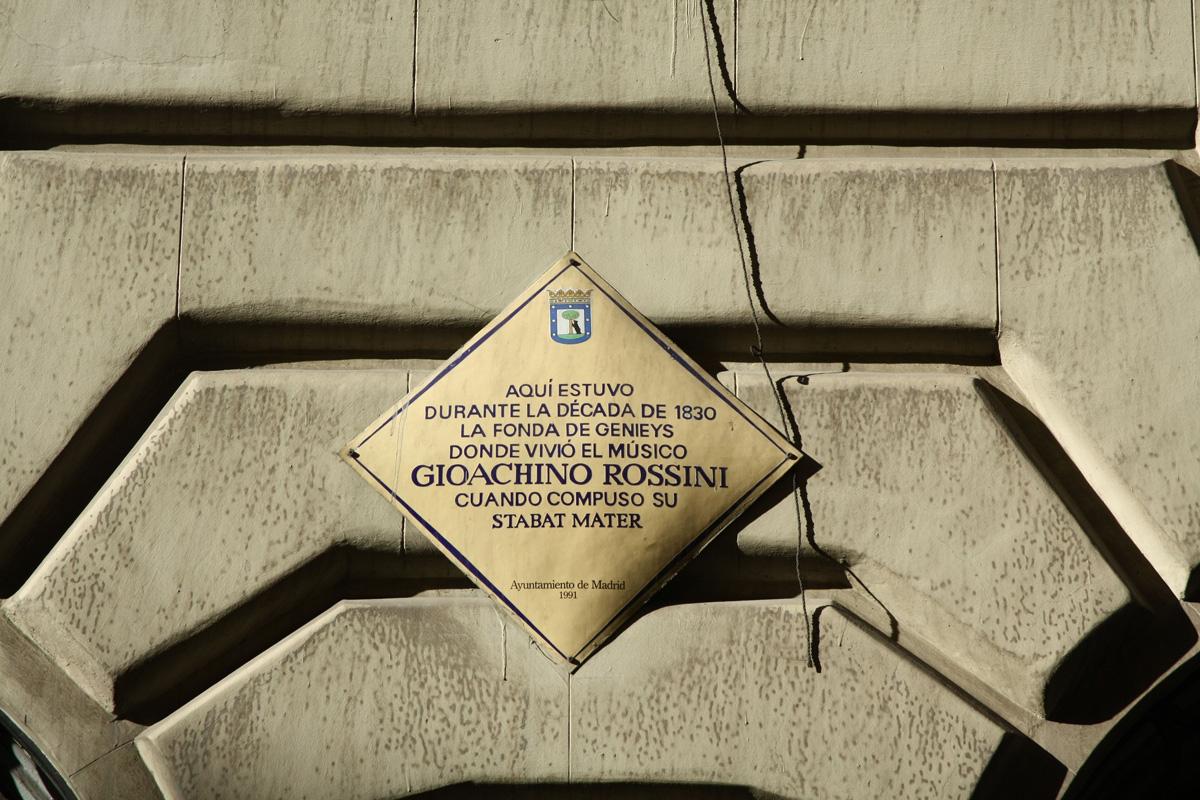 AQUÍ ESTUVO
DURANTE LA DÉCADA DE 1830
LA FONDA DE GENIEYS
DONDE VIVIÓ EL MÚSICO
GIOACHINO ROSSINI
CUANDO COMPUSO SU
STABAT MATER
Ayuntamiento de Madrid
1991